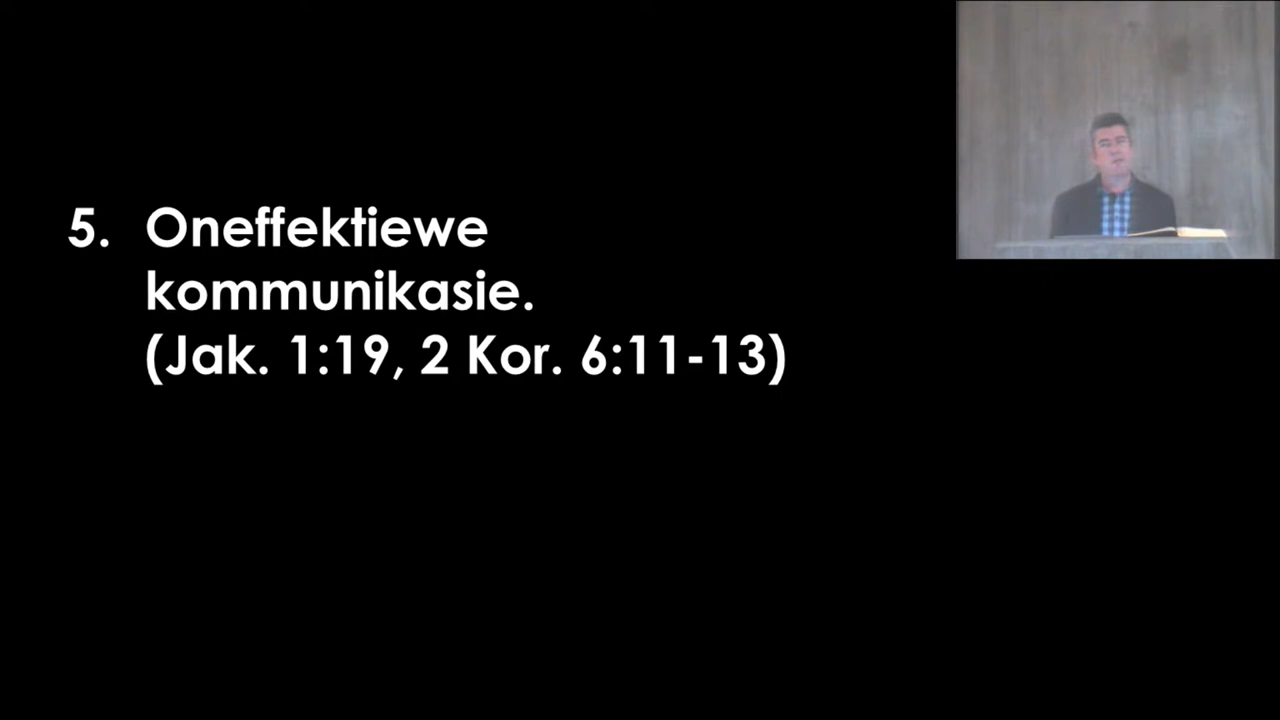 5. Oneffektiewe
kommunikasie.
(Jak. 1:19, 2 Kor. 6:11-13)